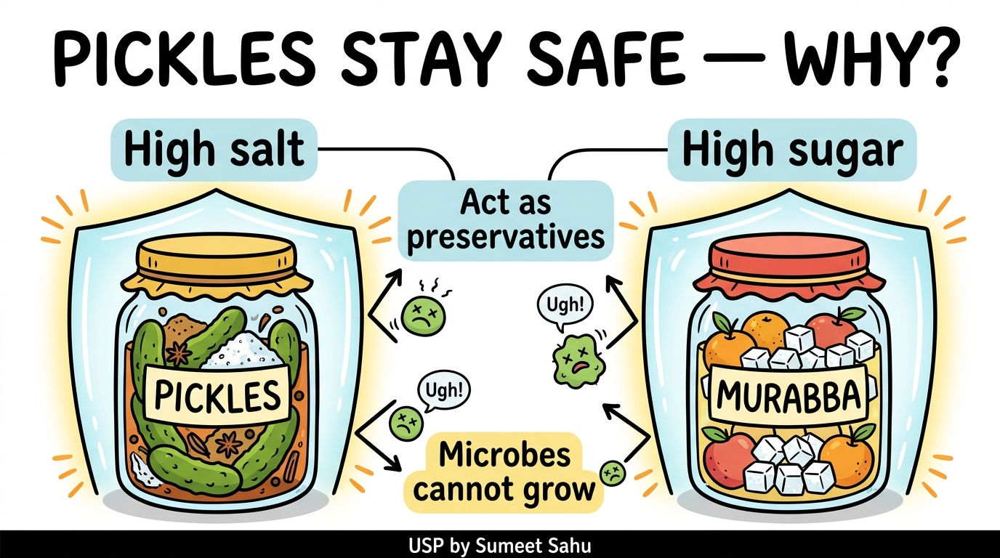 PICKLES STAY SAFE — WHY?
High salt
High sugar
Act as
preservatives
Ugh!
Ugh!
PICKLES
MURABBA
Microbes
cannot grow
USP by Sumeet Sahu